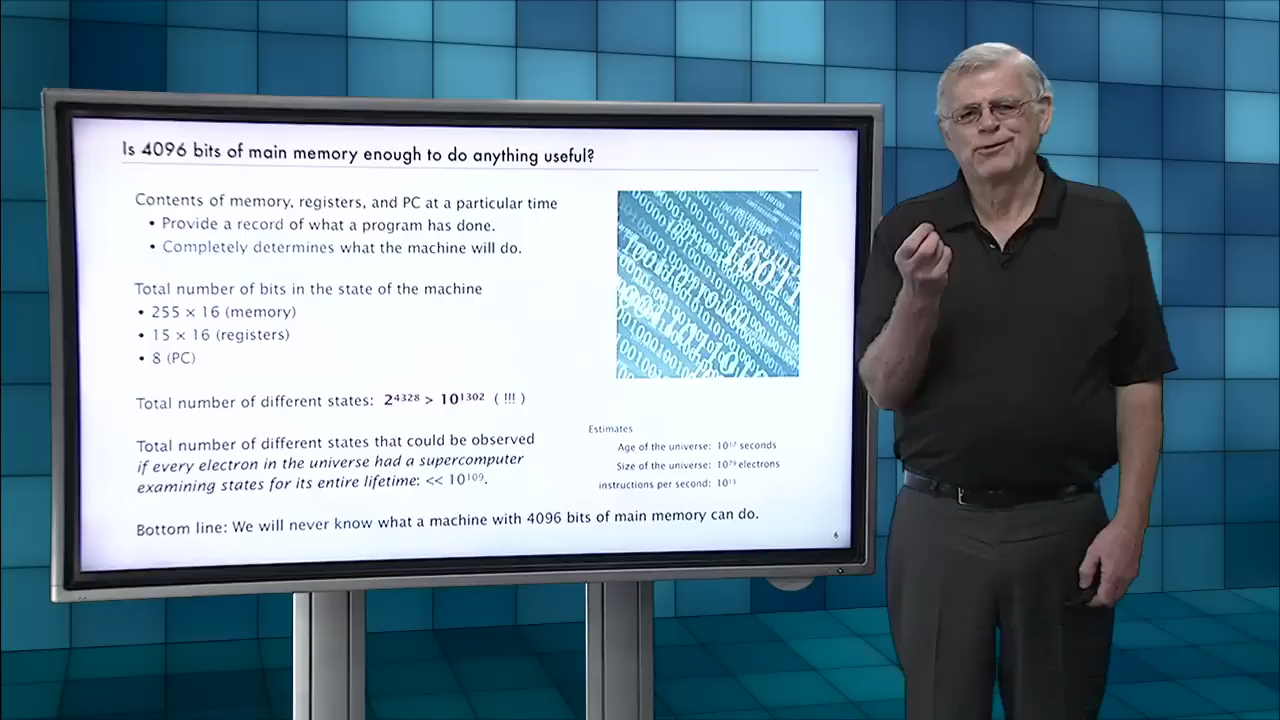 Is 4096 bits of main memory enough to do anything useful?
Contents of memory, registers, and PC at a particular time
• Provide a record of what a program has done.
• Completely determines what the machine will do.
Total number of bits in the state of the machine
• 255 × 16 (memory)
• 15 × 16 (registers)
• 8 (PC)
Total number of different states: 2⁴³²⁸ > 10¹³⁰² ( !!! )
Total number of different states that could be observed
if every electron in the universe had a supercomputer
examining states for its entire lifetime: << 10¹⁰⁹.
Estimates
Age of the universe: 10¹⁷ seconds
Size of the universe: 10⁷⁹ electrons
instructions per second: 10¹³
Bottom line: We will never know what a machine with 4096 bits of main memory can do.
6